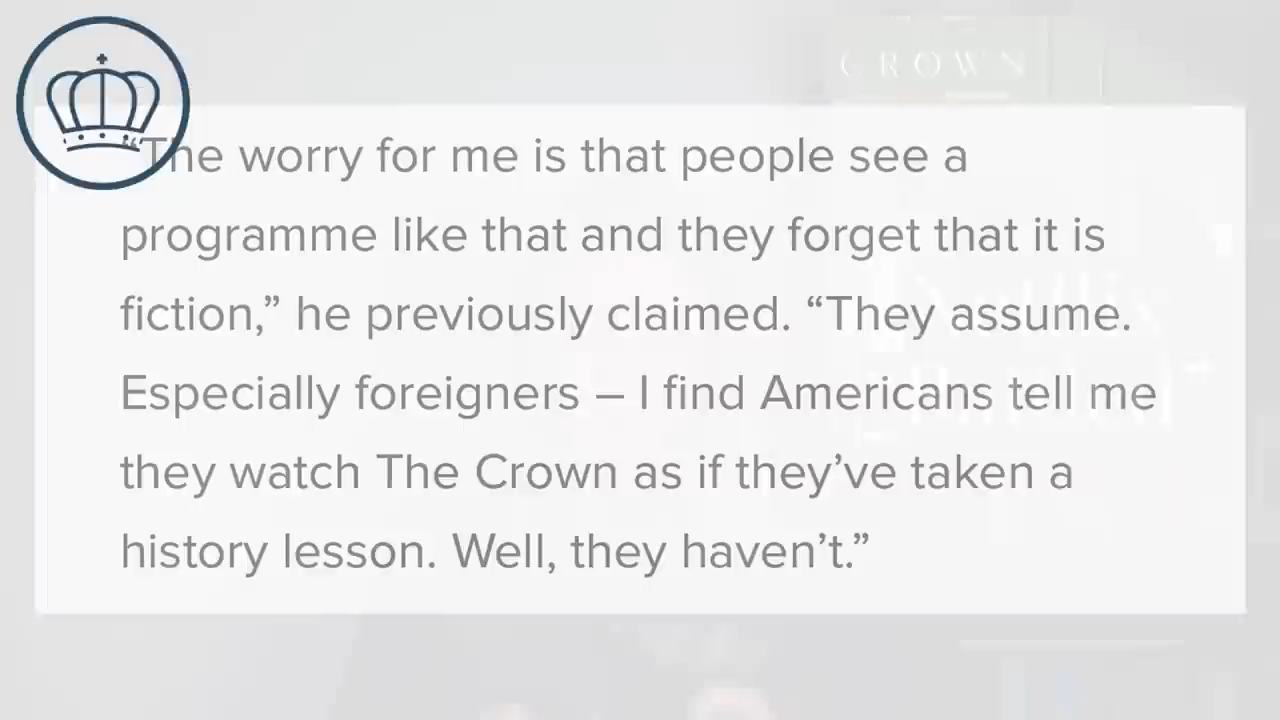 CROWN
“The worry for me is that people see a
programme like that and they forget that it is
fiction,” he previously claimed. “They assume.
Especially foreigners – I find Americans tell me
they watch The Crown as if they’ve taken a
history lesson. Well, they haven’t.”